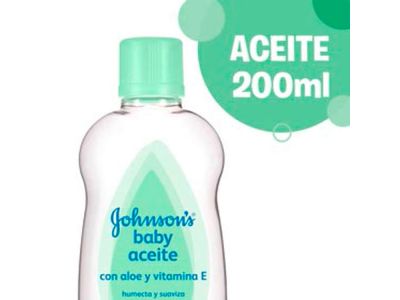 ACEITE
200ml
Johnson's
baby
aceite
con aloe y vitamina E
humecta y suaviza